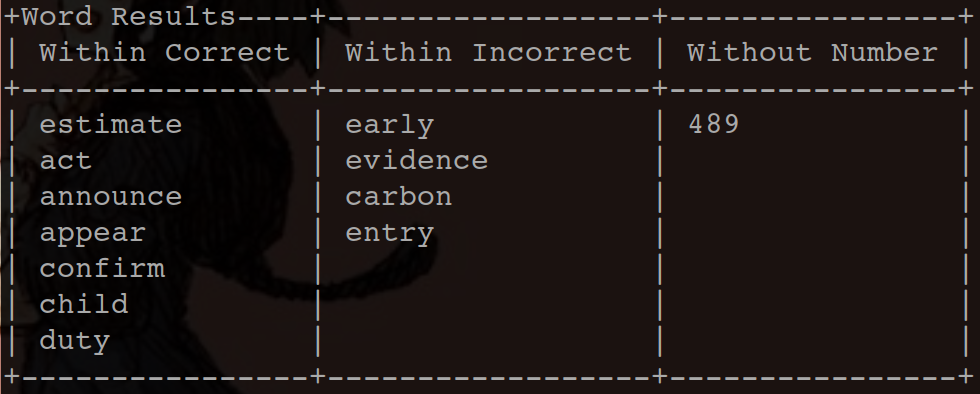 +Word Results----+------------------+----------------+
| Within Correct | Within Incorrect | Without Number |
+----------------+------------------+----------------+
| estimate       | early            | 489            |
| act            | evidence         |                |
| announce       | carbon           |                |
| appear         | entry            |                |
| confirm        |                  |                |
| child          |                  |                |
| duty           |                  |                |
+----------------+------------------+----------------+